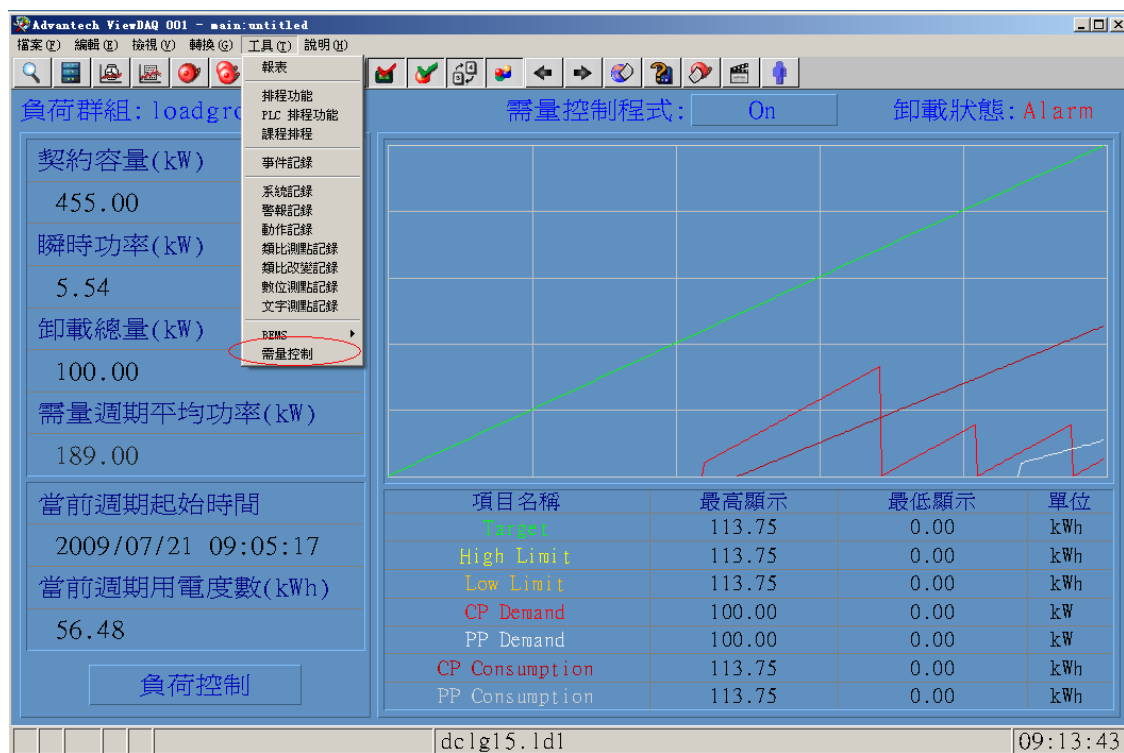 Advantech ViewDAQ 001 - main:untitled
檔案(F) 編輯(E) 檢視(V) 轉換(G) 工具(T) 說明(H)
報表
排程功能
PLC 排程功能
課程排程
事件記錄
系統記錄
警報記錄
動作記錄
類比測點記錄
類比改變記錄
數位測點記錄
文字測點記錄
BEMS
需量控制
負荷群組: loadgro
需量控制程式: On
卸載狀態: Alarm
契約容量(kW)
455.00
瞬時功率(kW)
5.54
卸載總量(kW)
100.00
需量週期平均功率(kW)
189.00
當前週期起始時間
2009/07/21 09:05:17
當前週期用電度數(kWh)
56.48
負荷控制
項目名稱 最高顯示 最低顯示 單位
Target 113.75 0.00 kWh
High Limit 113.75 0.00 kWh
Low Limit 113.75 0.00 kWh
CP Demand 100.00 0.00 kW
PP Demand 100.00 0.00 kW
CP Consumption 113.75 0.00 kWh
PP Consumption 113.75 0.00 kWh
dclg15.ldl 09:13:43